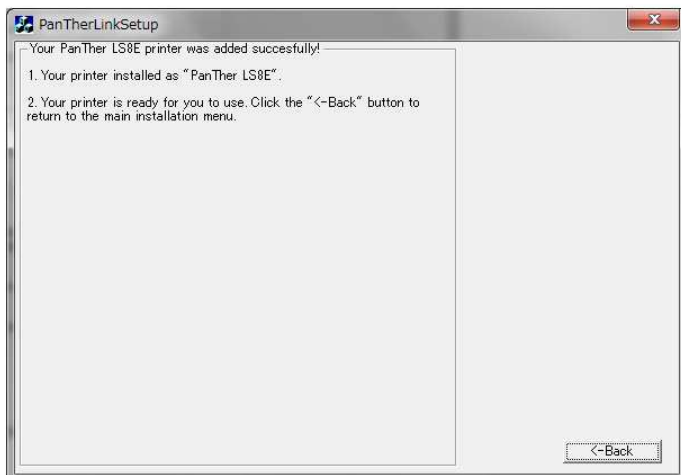 PanTherLinkSetup
Your PanTher LS8E printer was added succesfully!
1. Your printer installed as "PanTher LS8E".
2. Your printer is ready for you to use. Click the "<-Back" button to
return to the main installation menu.
<-Back